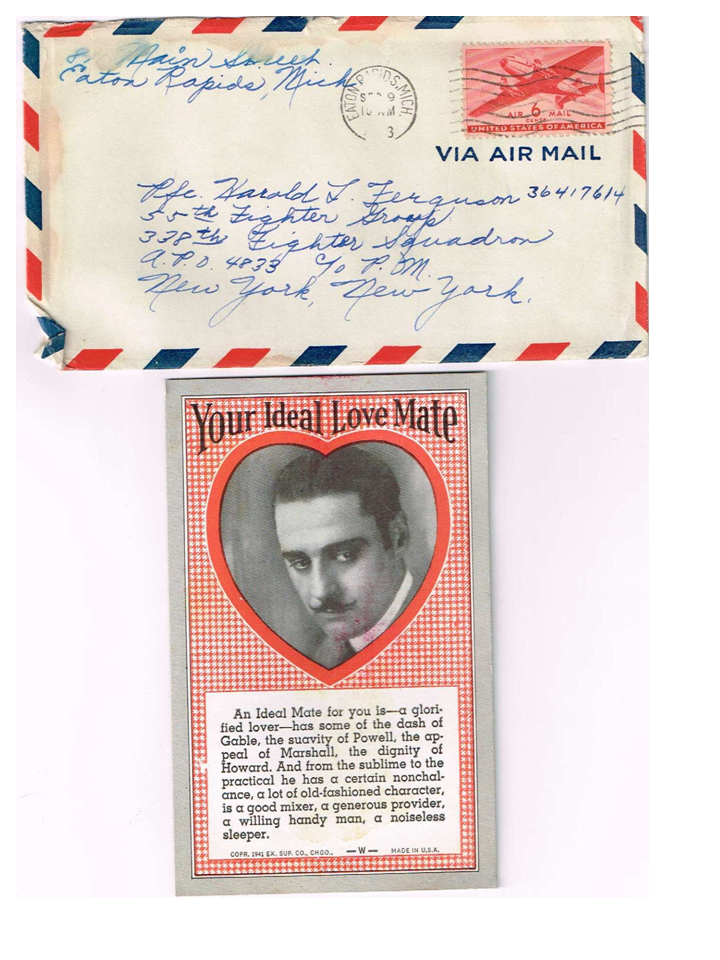 Main Street
Eaton Rapids, Mich
EATON RAPIDS, MICH.
SEP 9
10 AM
3
AIR 6 MAIL
CENTS
UNITED STATES OF AMERICA
VIA AIR MAIL
Pfc. Harold L. Ferguson 36417614
55th Fighter Group
338th Fighter Squadron
A.P.O. 4833 c/o P.M.
New York, New York.
Your Ideal Love Mate
An Ideal Mate for you is—a glori-
fied lover—has some of the dash of
Gable, the suavity of Powell, the ap-
peal of Marshall, the dignity of
Howard. And from the sublime to the
practical he has a certain nonchal-
ance, a lot of old-fashioned character,
is a good mixer, a generous provider,
a willing handy man, a noiseless
sleeper.
COPR. 1941 EX. SUP. CO., CHGO., —W— MADE IN U.S.A.